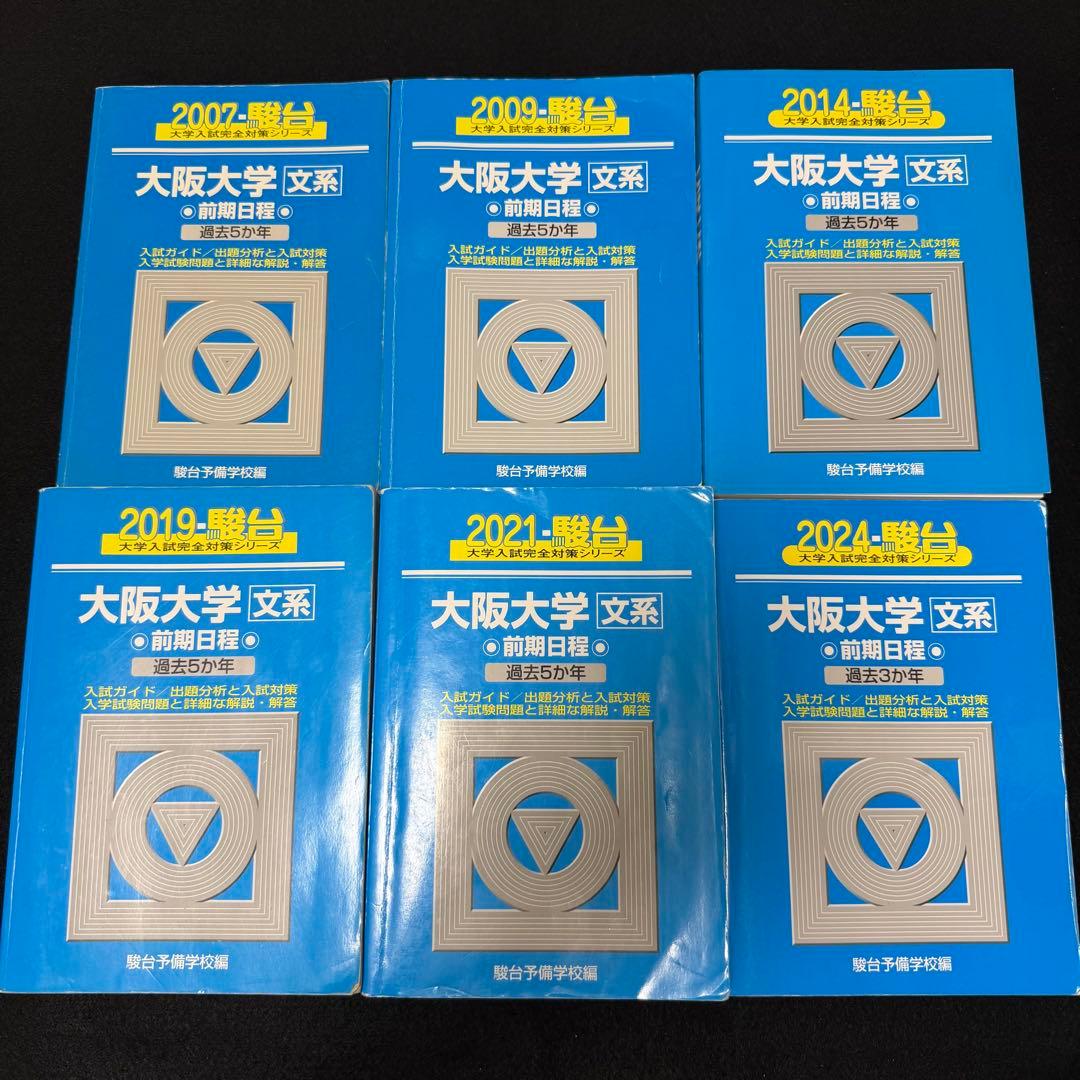 2007-駿台
大学入試完全対策シリーズ
大阪大学 文系
前期日程
過去5か年
入試ガイド/出題分析と入試対策
入学試験問題と詳細な解説・解答
駿台予備学校編
2009-駿台
大学入試完全対策シリーズ
大阪大学 文系
前期日程
過去5か年
入試ガイド/出題分析と入試対策
入学試験問題と詳細な解説・解答
駿台予備学校編
2014-駿台
大学入試完全対策シリーズ
大阪大学 文系
前期日程
過去5か年
入試ガイド/出題分析と入試対策
入学試験問題と詳細な解説・解答
駿台予備学校編
2019-駿台
大学入試完全対策シリーズ
大阪大学 文系
前期日程
過去5か年
入試ガイド/出題分析と入試対策
入学試験問題と詳細な解説・解答
駿台予備学校編
2021-駿台
大学入試完全対策シリーズ
大阪大学 文系
前期日程
過去5か年
入試ガイド/出題分析と入試対策
入学試験問題と詳細な解説・解答
駿台予備学校編
2024-駿台
大学入試完全対策シリーズ
大阪大学 文系
前期日程
過去3か年
入試ガイド/出題分析と入試対策
入学試験問題と詳細な解説・解答
駿台予備学校編